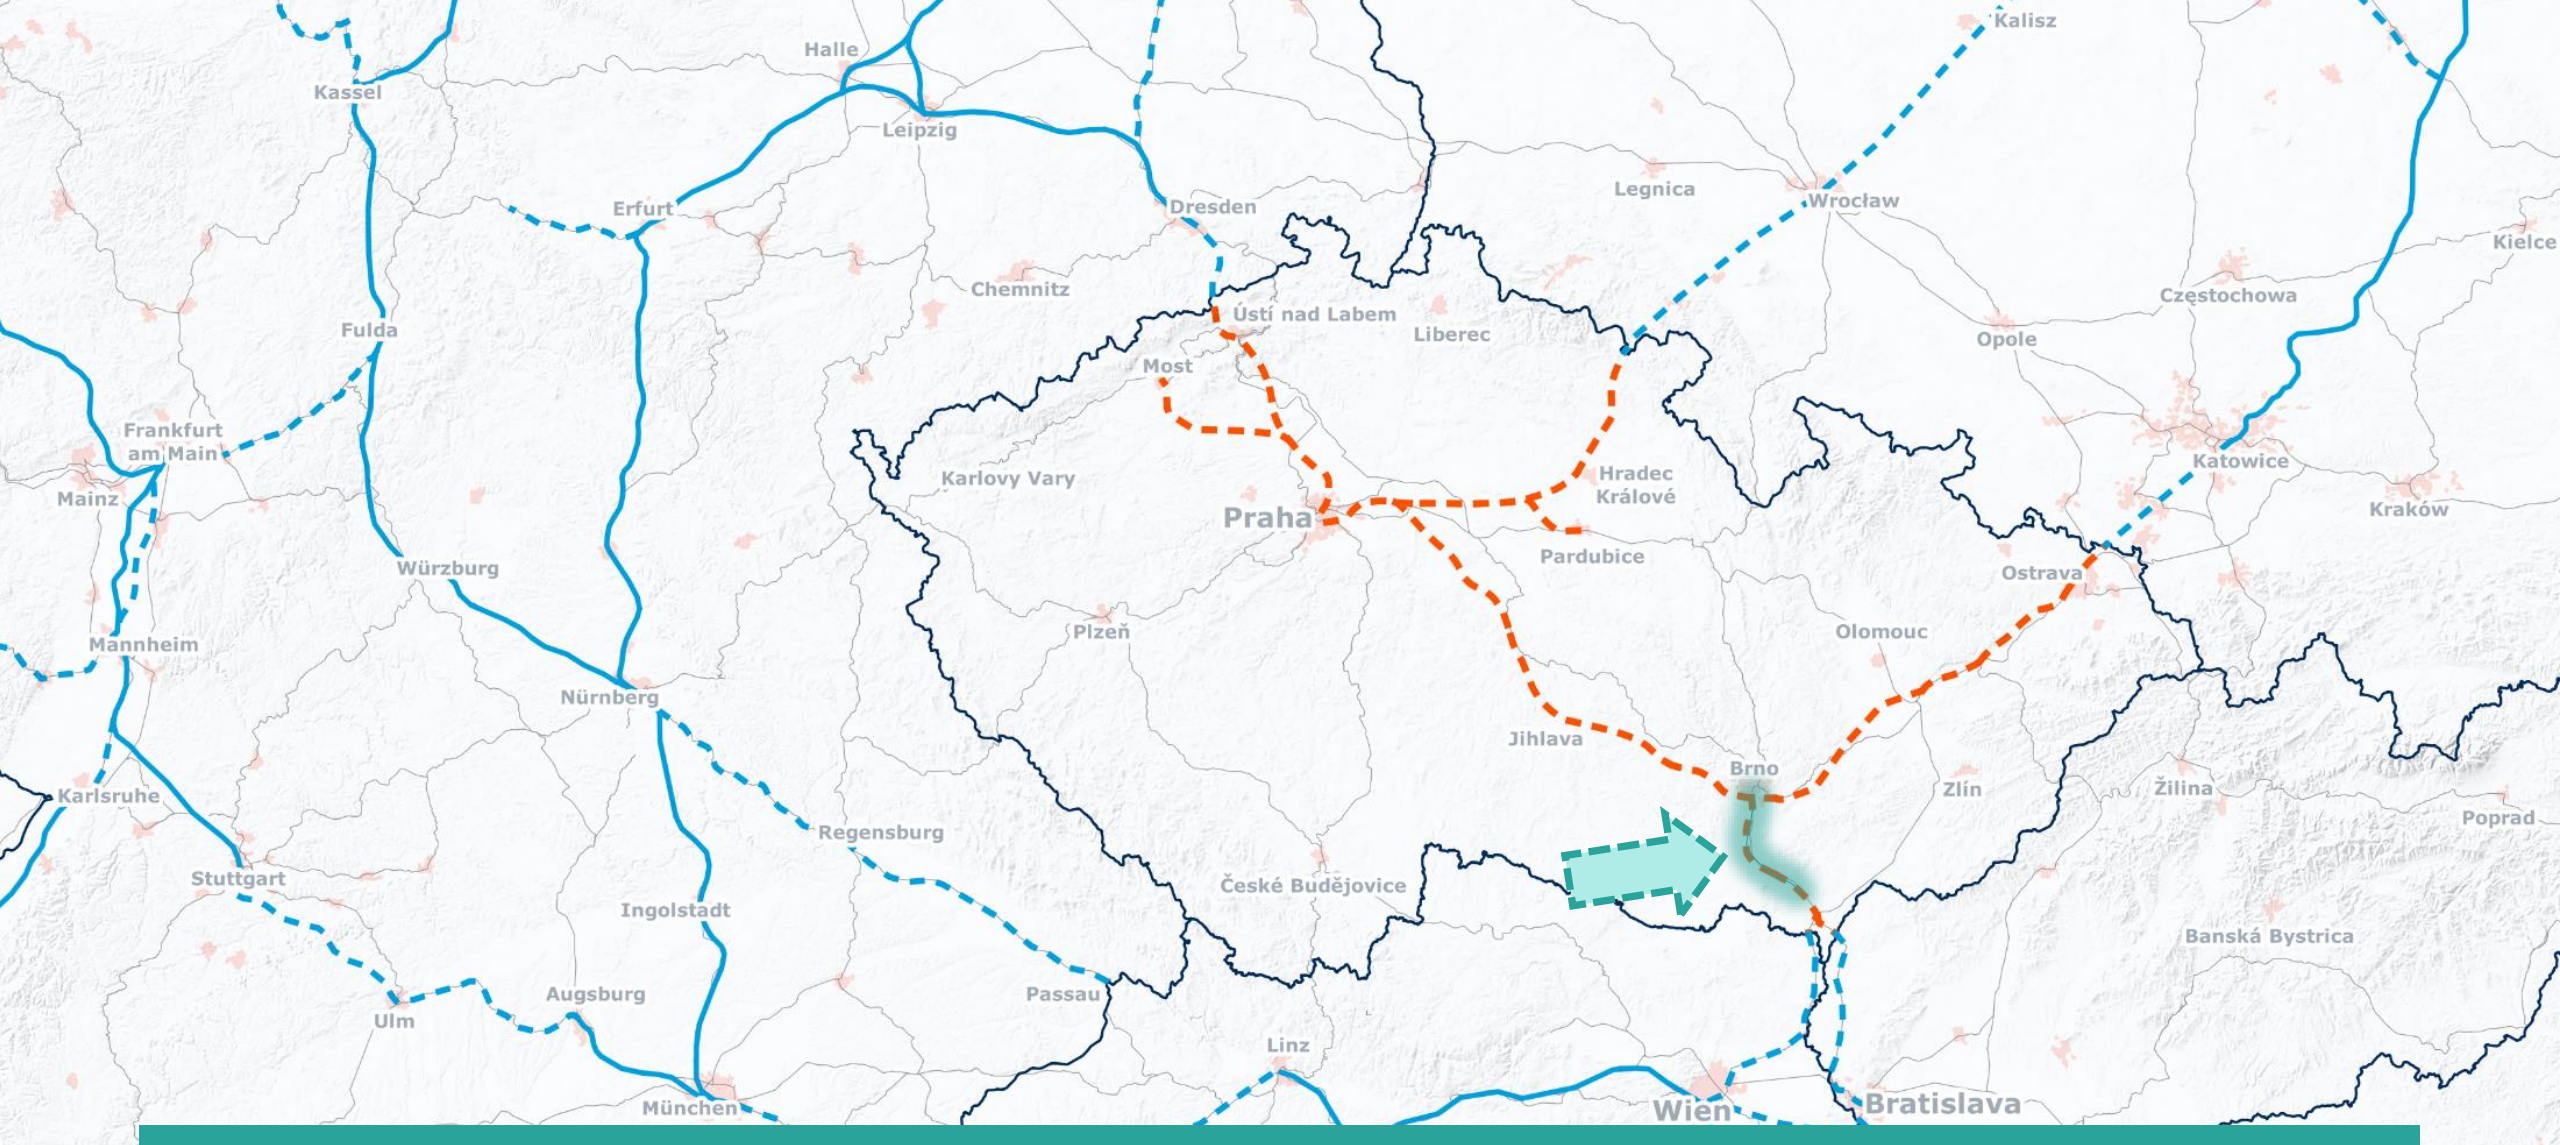 Kalisz
Halle
Kassel
Leipzig
Legnica
Wrocław
Erfurt
Dresden
Kielce
Chemnitz
Częstochowa
Ústí nad Labem
Fulda
Liberec
Opole
Most
Frankfurt
am Main
Katowice
Hradec
Králové
Karlovy Vary
Mainz
Kraków
Praha
Pardubice
Würzburg
Ostrava
Plzeň
Olomouc
Mannheim
Nürnberg
Jihlava
Brno
Zlín
Žilina
Karlsruhe
Poprad
Regensburg
Stuttgart
České Budějovice
Ingolstadt
Banská Bystrica
Augsburg
Passau
Ulm
Linz
München
Wien
Bratislava